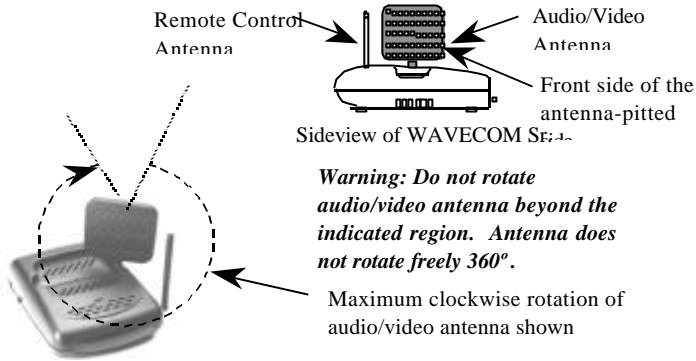 Remote Control
Antenna
Audio/Video
Antenna
Front side of the
antenna-pitted
Sideview of WAVECOM
Warning: Do not rotate
audio/video antenna beyond the
indicated region. Antenna does
not rotate freely 360º.
Maximum clockwise rotation of
audio/video antenna shown